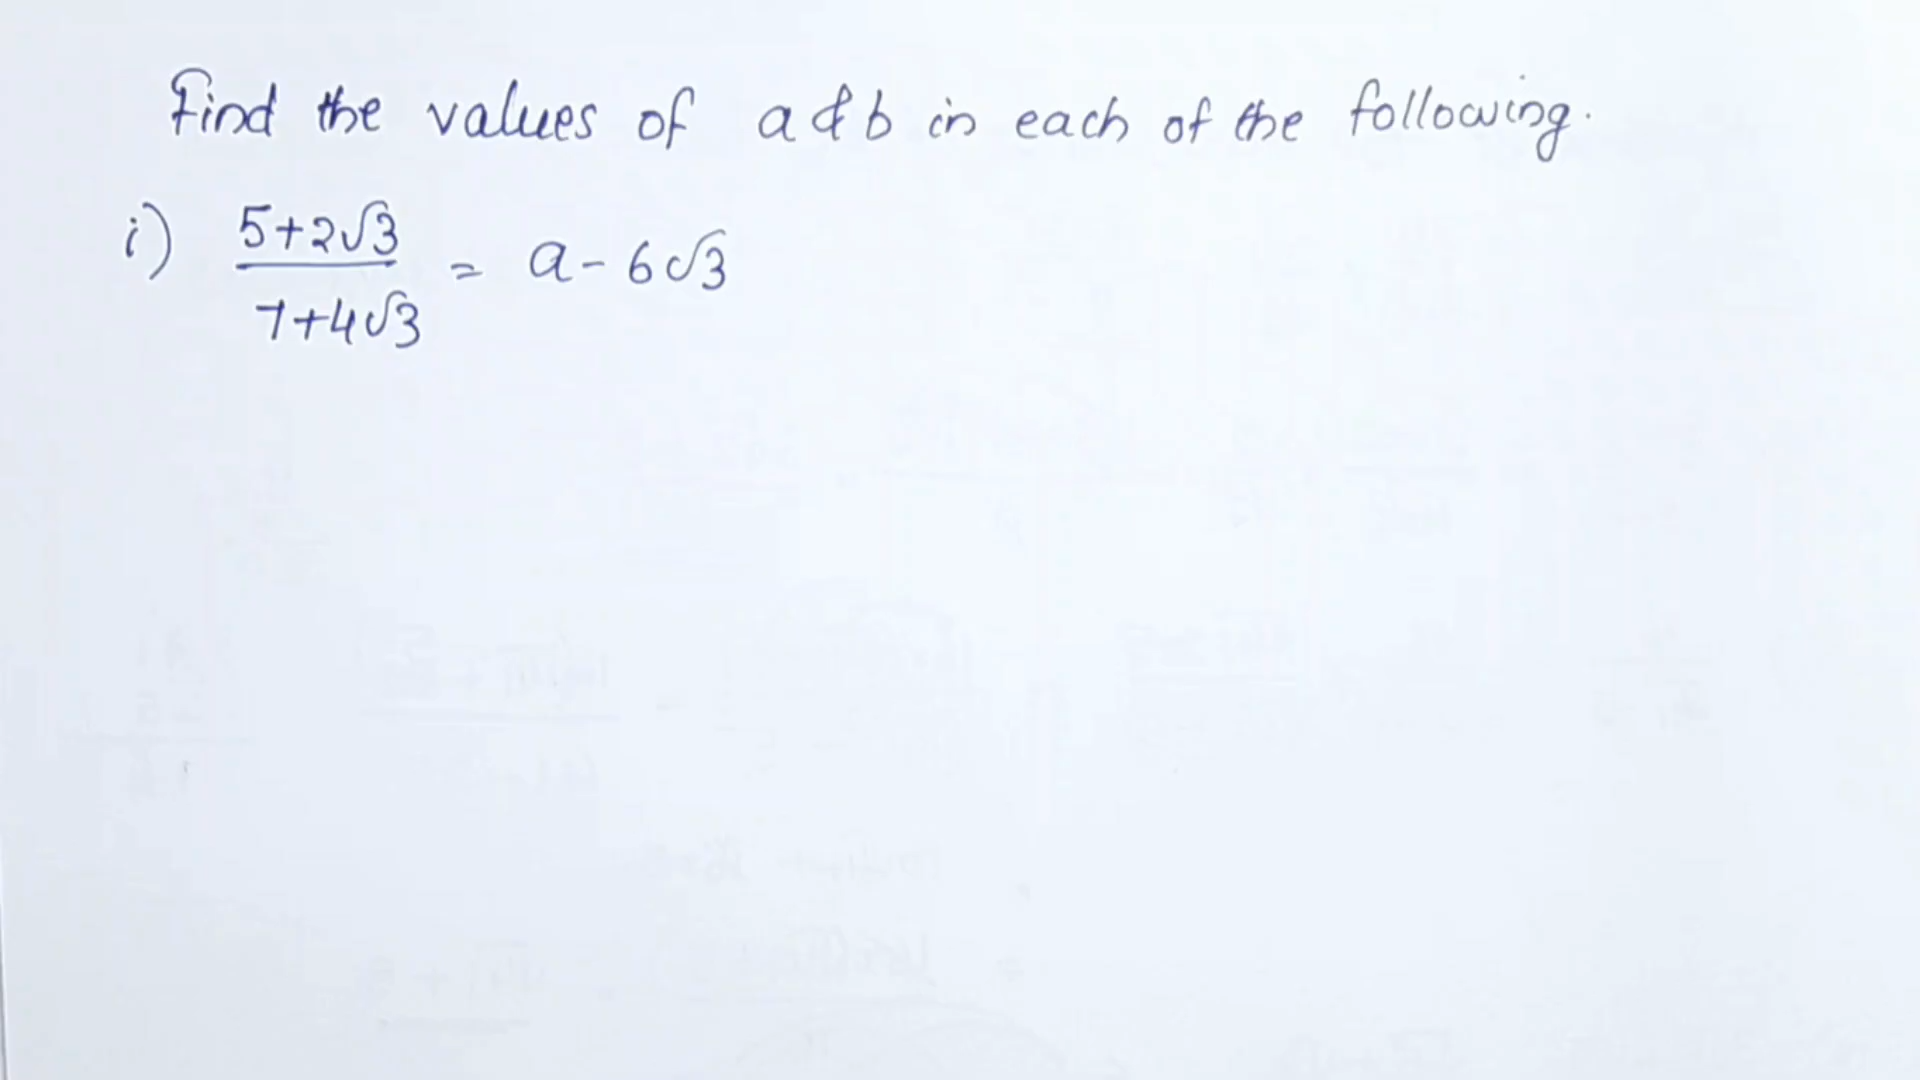 Find the values of a & b in each of the following.
i) 5+2√3 / 7+4√3 = a - 6√3